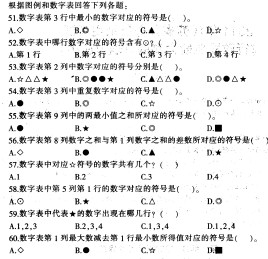 根据图例和数字表回答下列各题:
51.数字表第3行中最小的数字对应的符号是( )。
A.◇ B.◎ C.▲ D.☆
52.数字表中哪行数字对应的符号含有⊙?( )
A.第1行 B.第2行 C.第3行 D.第4行
53.数字表第2列中数字对应的符号分别是( )。
A.☆△△★ B.◎●●★ C.▲△△◎ D.◎●△★
54.数字表第3列中重复数字对应的符号是( )。
A.● B.◎ C.☆ D.⊙
55.数字表第9列中的两最小值之和所对应的符号是( )。
A.● B.★ C.◎ D.■
56.数字表第8列数字之和与第1列数字之和的差数所对应的符号是( )
A.◇ B.● C.▲ D.★
57.数字表中对应☆符号的数字共有几个?( )
A.1 B.2 C.3 D.4
58.数字表中第5列第1行的数字对应的符号是( )。
A.⊙ B.★ C.△ D.◎
59.数字表中代表★的数字出现在哪几行?( )
A.1,2,3 B.2,3,4 C.1,3,4 D.1,2,4
60.数字表第1列最大数减去第1行最小数所得值对应的符号是( )。
A.◇ B.● C.☆ D.■